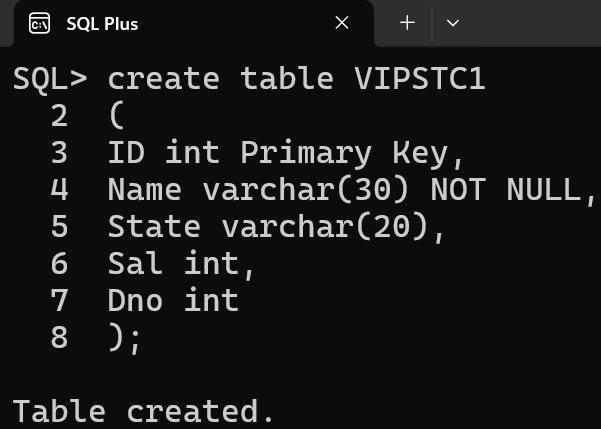 SQL Plus
SQL> create table VIPSTC1
2 (
3 ID int Primary Key,
4 Name varchar(30) NOT NULL,
5 State varchar(20),
6 Sal int,
7 Dno int
8 );
Table created.